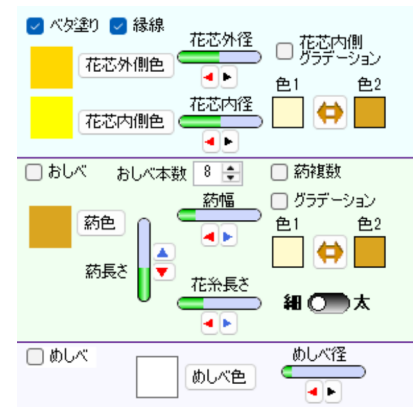 ベタ塗り 縁線
花芯外径
花芯内側
グラデーション
花芯外側色
色1 色2
花芯内径
花芯内側色
おしべ おしべ本数 8 葯複数
葯幅 グラデーション
葯色 色1 色2
葯長さ
花糸長さ
細 太
めしべ めしべ径
めしべ色